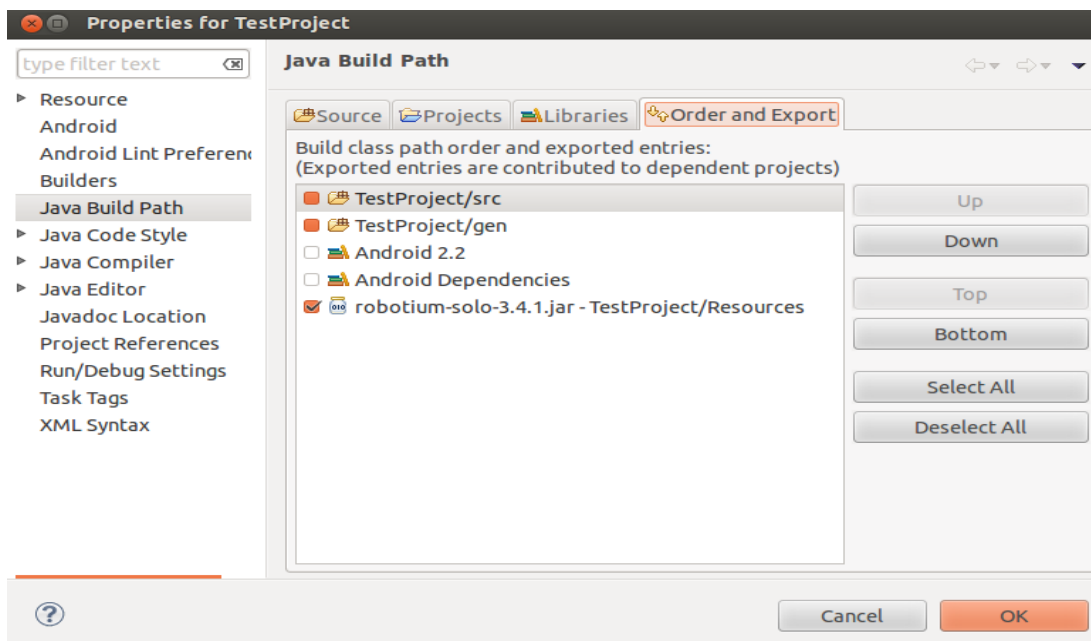 Properties for TestProject
type filter text
Java Build Path
Resource
Android
Android Lint Preferen
Builders
Java Build Path
Java Code Style
Java Compiler
Java Editor
Javadoc Location
Project References
Run/Debug Settings
Task Tags
XML Syntax
Source Projects Libraries Order and Export
Build class path order and exported entries:
(Exported entries are contributed to dependent projects)
TestProject/src
TestProject/gen
Android 2.2
Android Dependencies
010 robotium-solo-3.4.1.jar - TestProject/Resources
Up
Down
Top
Bottom
Select All
Deselect All
?
Cancel OK